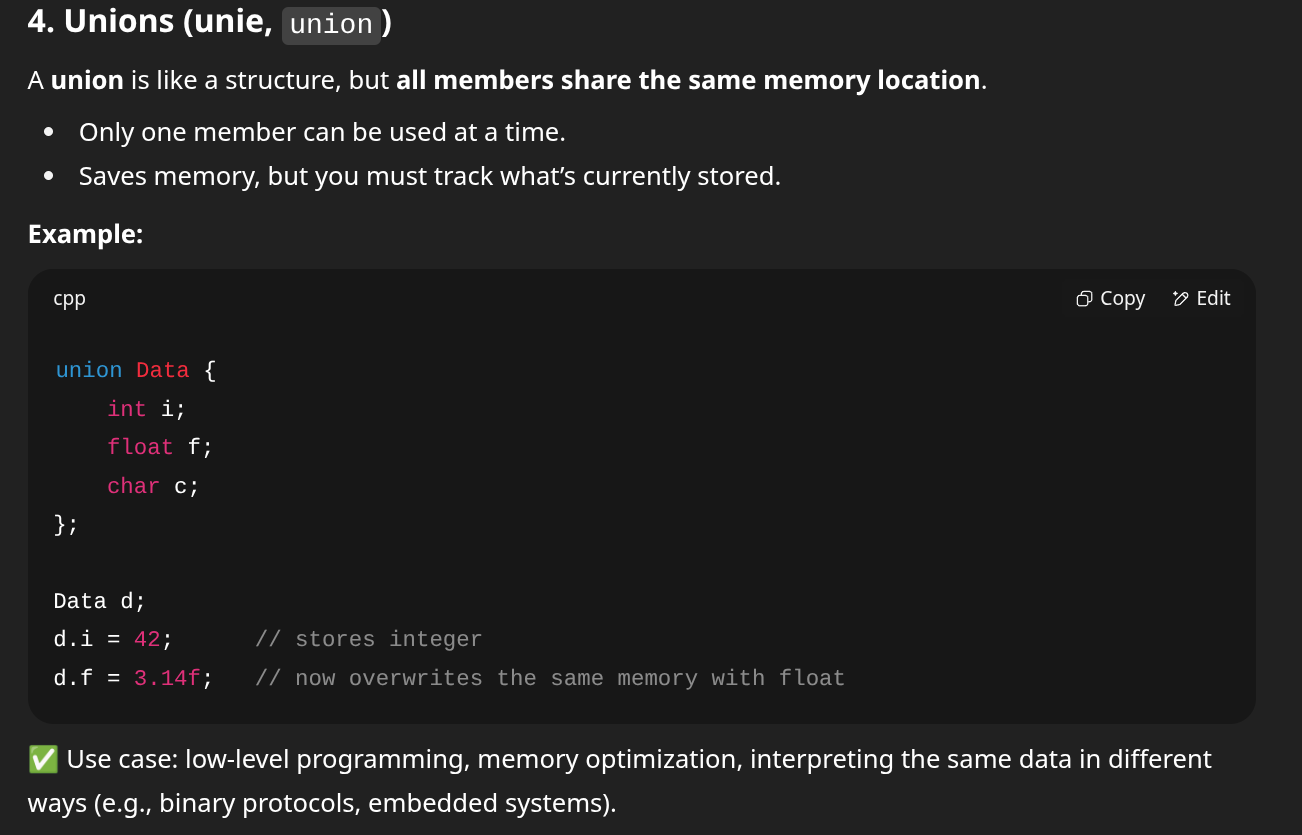 4. Unions (unie, union)
A union is like a structure, but all members share the same memory location.
• Only one member can be used at a time.
• Saves memory, but you must track what’s currently stored.
Example:
cpp Copy Edit
union Data {
    int i;
    float f;
    char c;
};
Data d;
d.i = 42;      // stores integer
d.f = 3.14f;   // now overwrites the same memory with float
✅ Use case: low-level programming, memory optimization, interpreting the same data in different
ways (e.g., binary protocols, embedded systems).